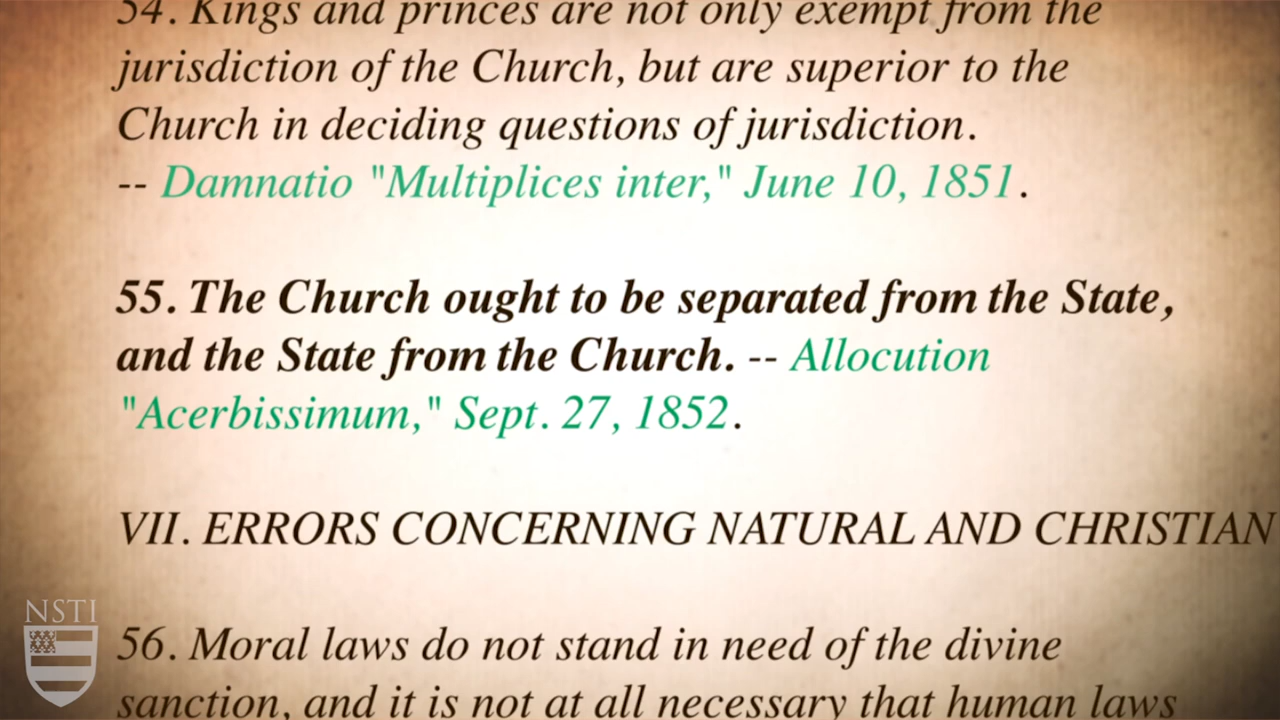 54. Kings and princes are not only exempt from the
jurisdiction of the Church, but are superior to the
Church in deciding questions of jurisdiction.
-- Damnatio "Multiplices inter," June 10, 1851.
55. The Church ought to be separated from the State,
and the State from the Church. -- Allocution
"Acerbissimum," Sept. 27, 1852.
VII. ERRORS CONCERNING NATURAL AND CHRISTIAN
56. Moral laws do not stand in need of the divine
sanction, and it is not at all necessary that human laws
NSTI